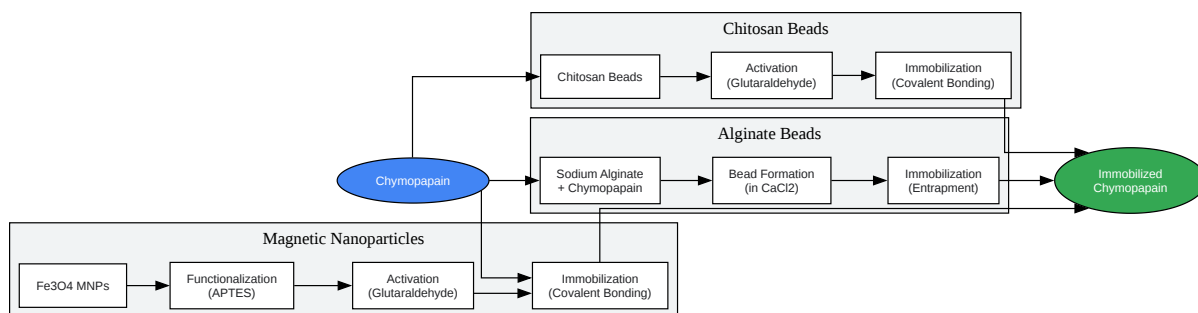 Chitosan Beads
Chitosan Beads
Activation
(Glutaraldehyde)
Immobilization
(Covalent Bonding)
Alginate Beads
Chymopapain
Sodium Alginate
+ Chymopapain
Bead Formation
(in CaCl2)
Immobilization
(Entrapment)
Immobilized
Chymopapain
Magnetic Nanoparticles
Fe3O4 MNPs
Functionalization
(APTES)
Activation
(Glutaraldehyde)
Immobilization
(Covalent Bonding)